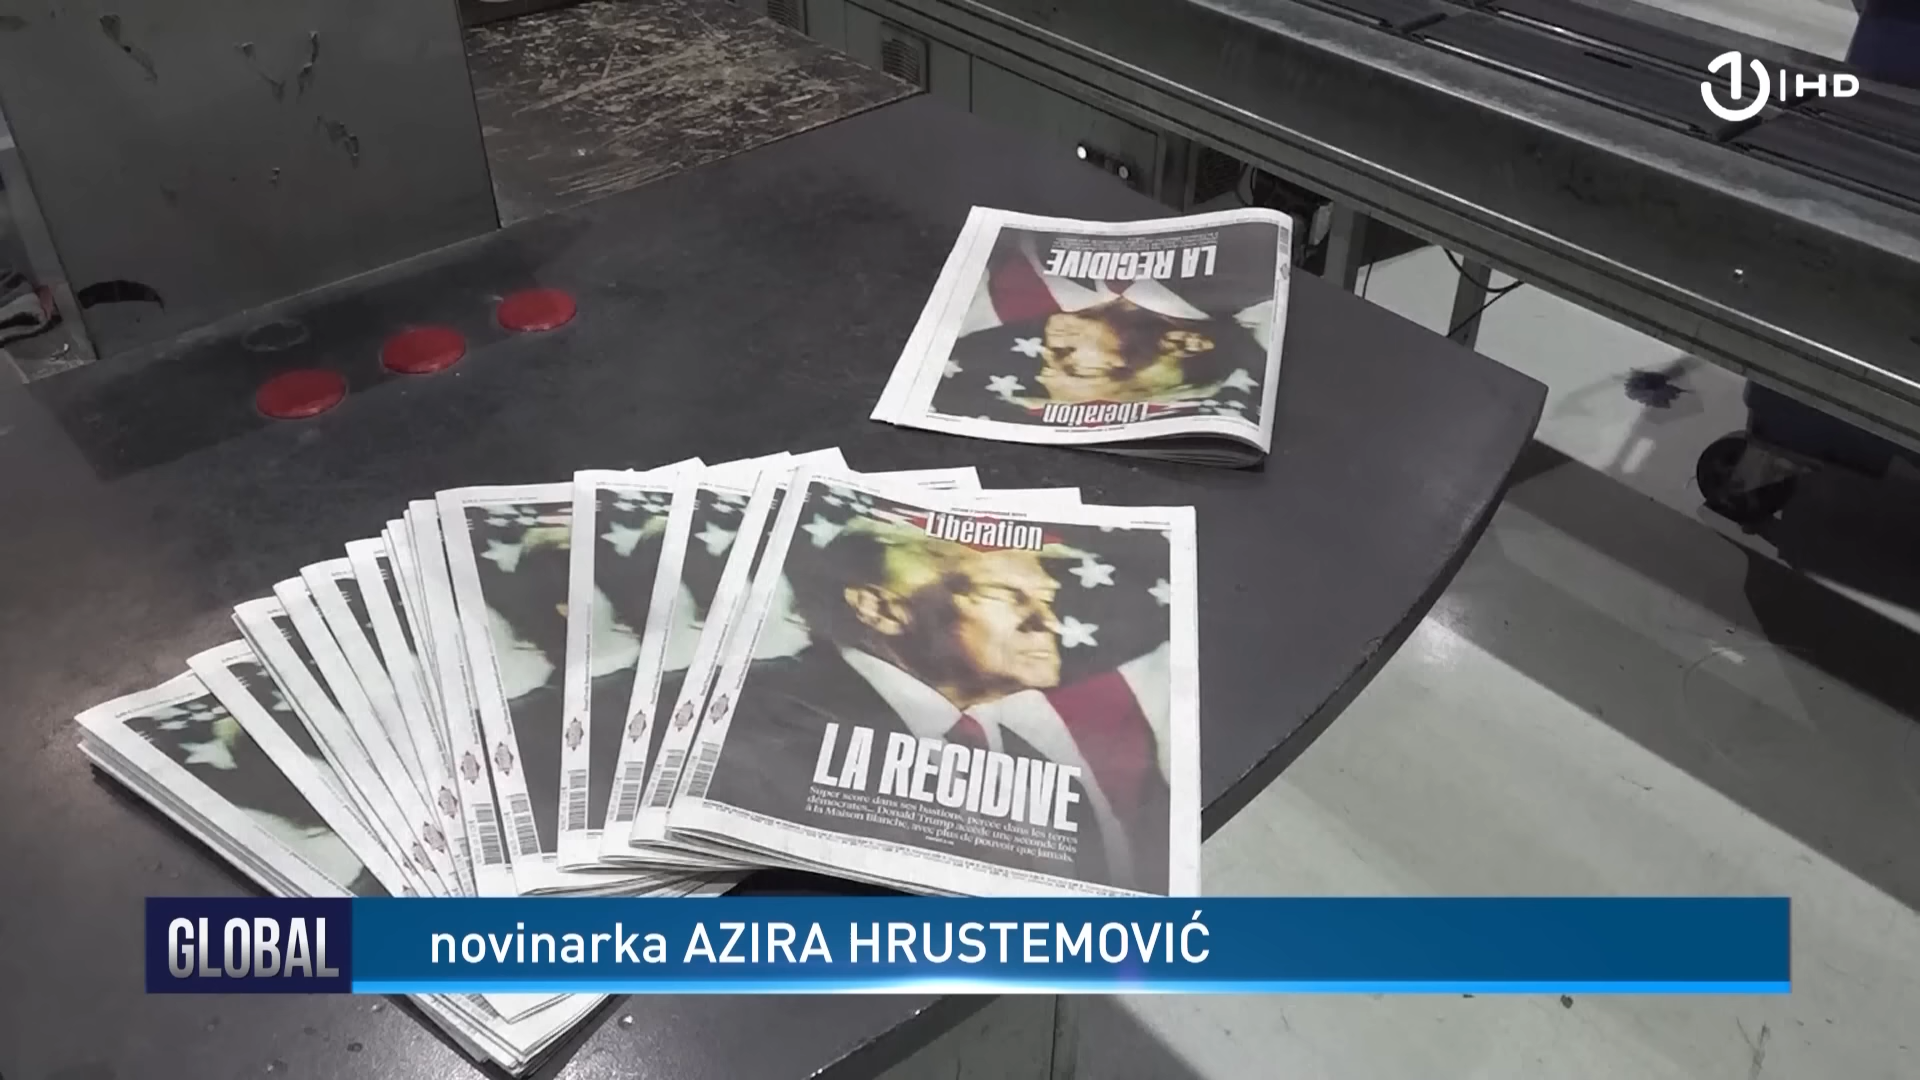 1 HD
LA RECIDIVE
Libération
Libération
LA RECIDIVE
Super score dans ses bastions, percée dans les terres
démocrates... Donald Trump accède une seconde fois
à la Maison Blanche, avec plus de pouvoir que jamais.
GLOBAL
novinarka AZIRA HRUSTEMOVIĆ